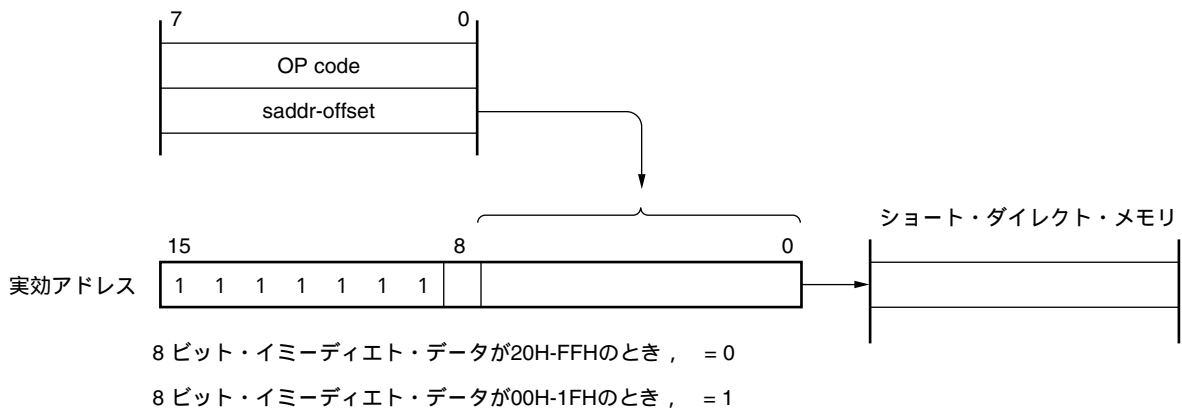 7 0
OP code
saddr-offset
ショート・ダイレクト・メモリ
15 8 0
実効アドレス 1 1 1 1 1 1 1
8 ビット・イミーディエト・データが20H-FFHのとき， = 0
8 ビット・イミーディエト・データが00H-1FHのとき， = 1